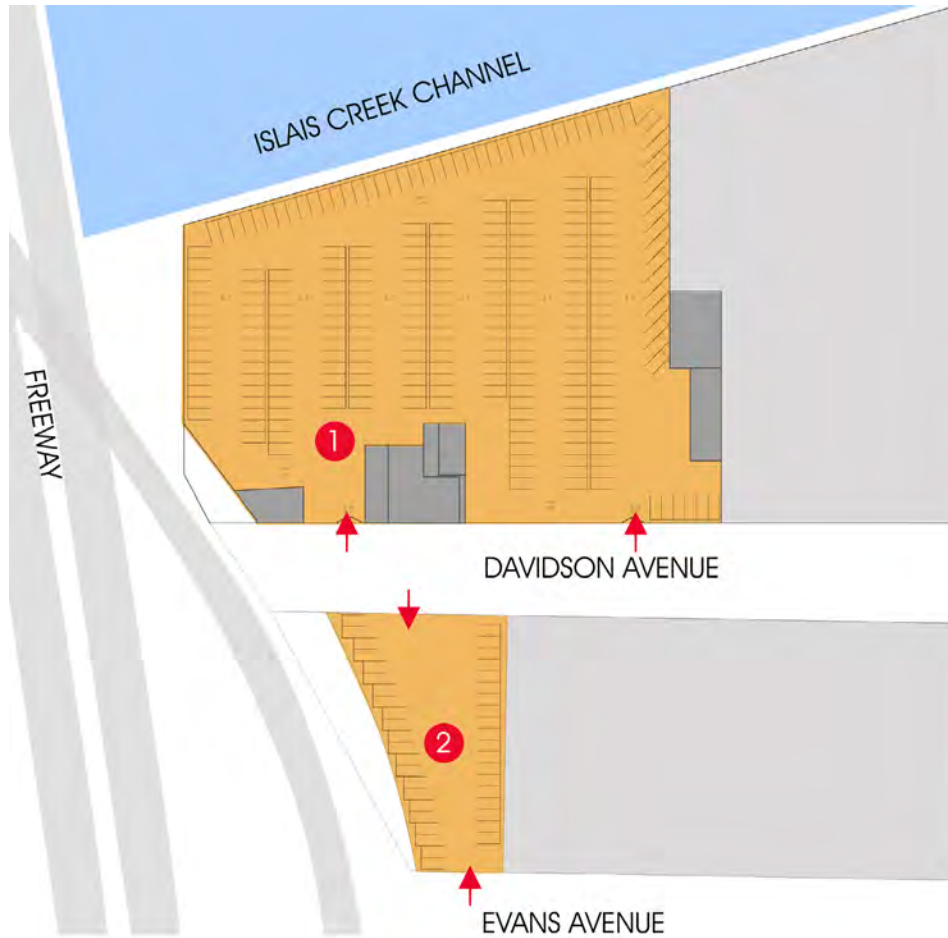 ISLAIS CREEK CHANNEL
FREEWAY
1
DAVIDSON AVENUE
2
EVANS AVENUE